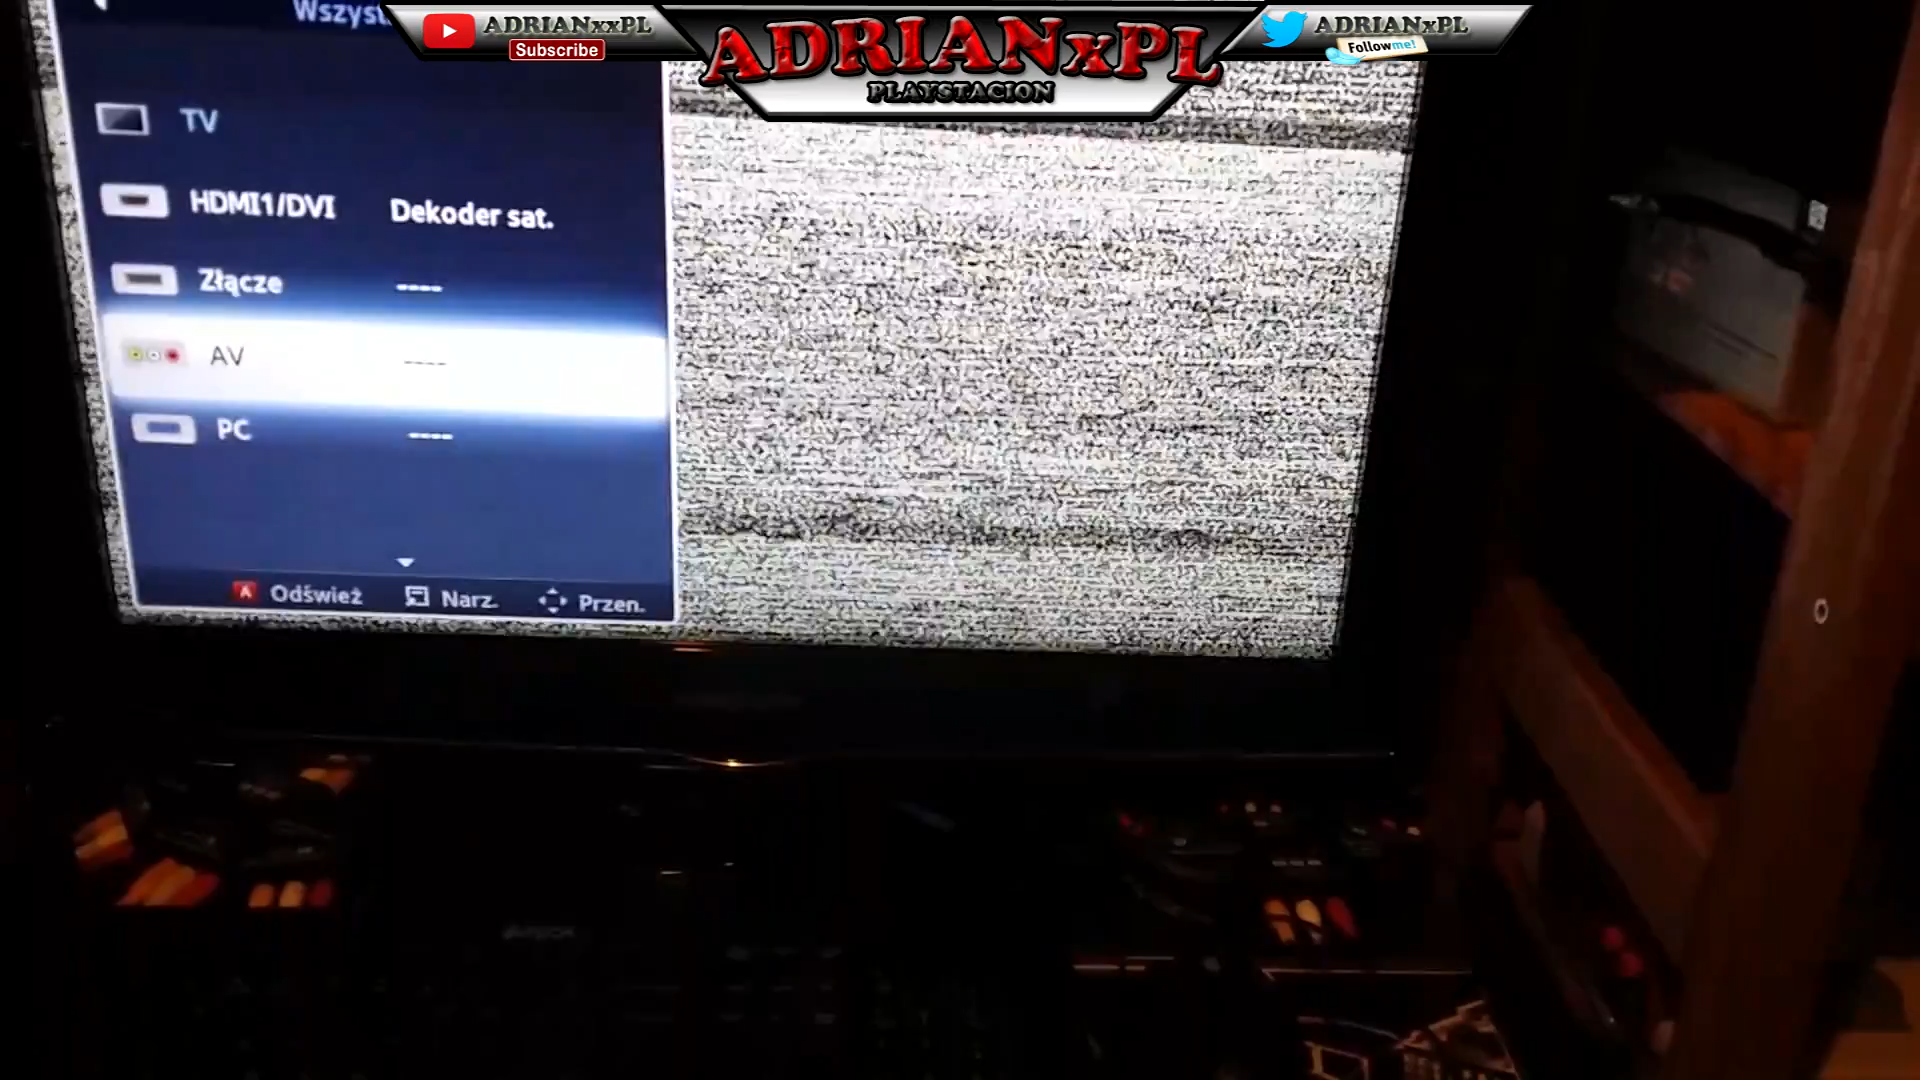 Wszyst
ADRIANxxPL
Subscribe
ADRIANxPL
PLAYSTACION
ADRIANxPL
Followme!
TV
HDMI1/DVI Dekoder sat.
Złącze ----
AV ----
PC ----
A Odśwież Narz. Przen.